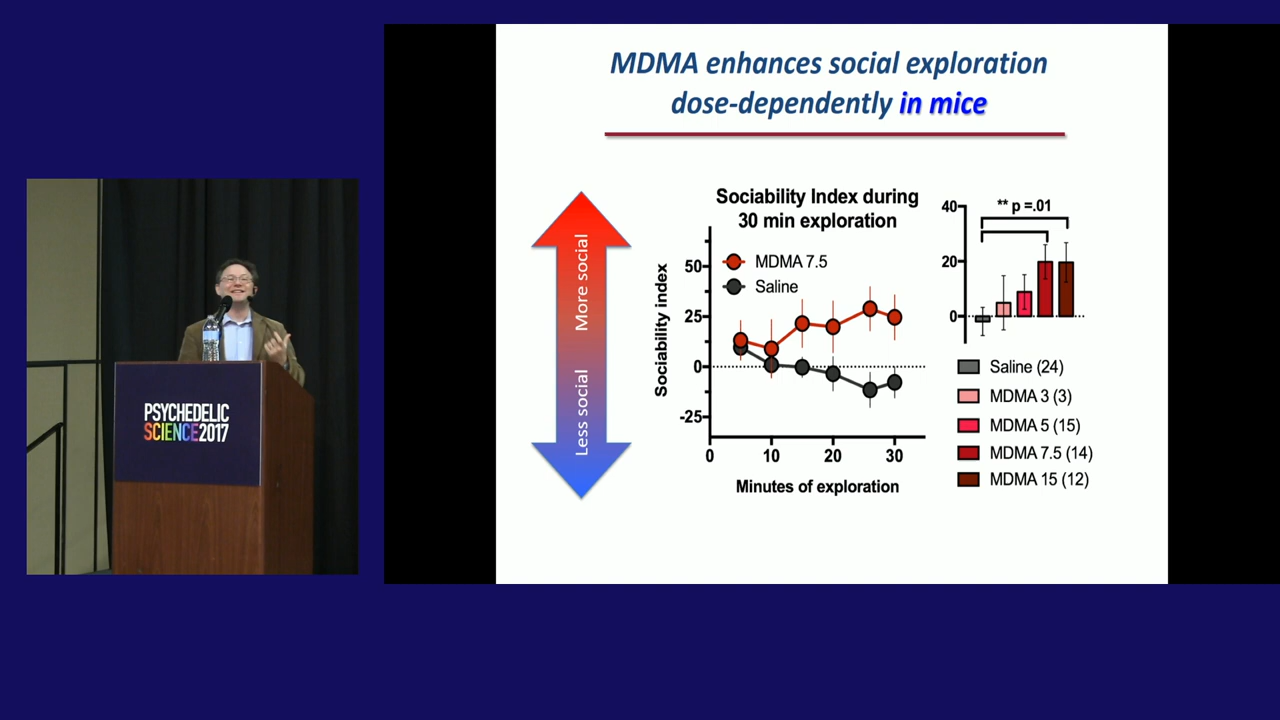 MDMA enhances social exploration
dose-dependently in mice
More social
Less social
Sociability Index during
30 min exploration
MDMA 7.5
Saline
Sociability index
50
25
0
-25
0 10 20 30
Minutes of exploration
** p =.01
40
20
0
Saline (24)
MDMA 3 (3)
MDMA 5 (15)
MDMA 7.5 (14)
MDMA 15 (12)
PSYCHEDELIC
SCIENCE2017